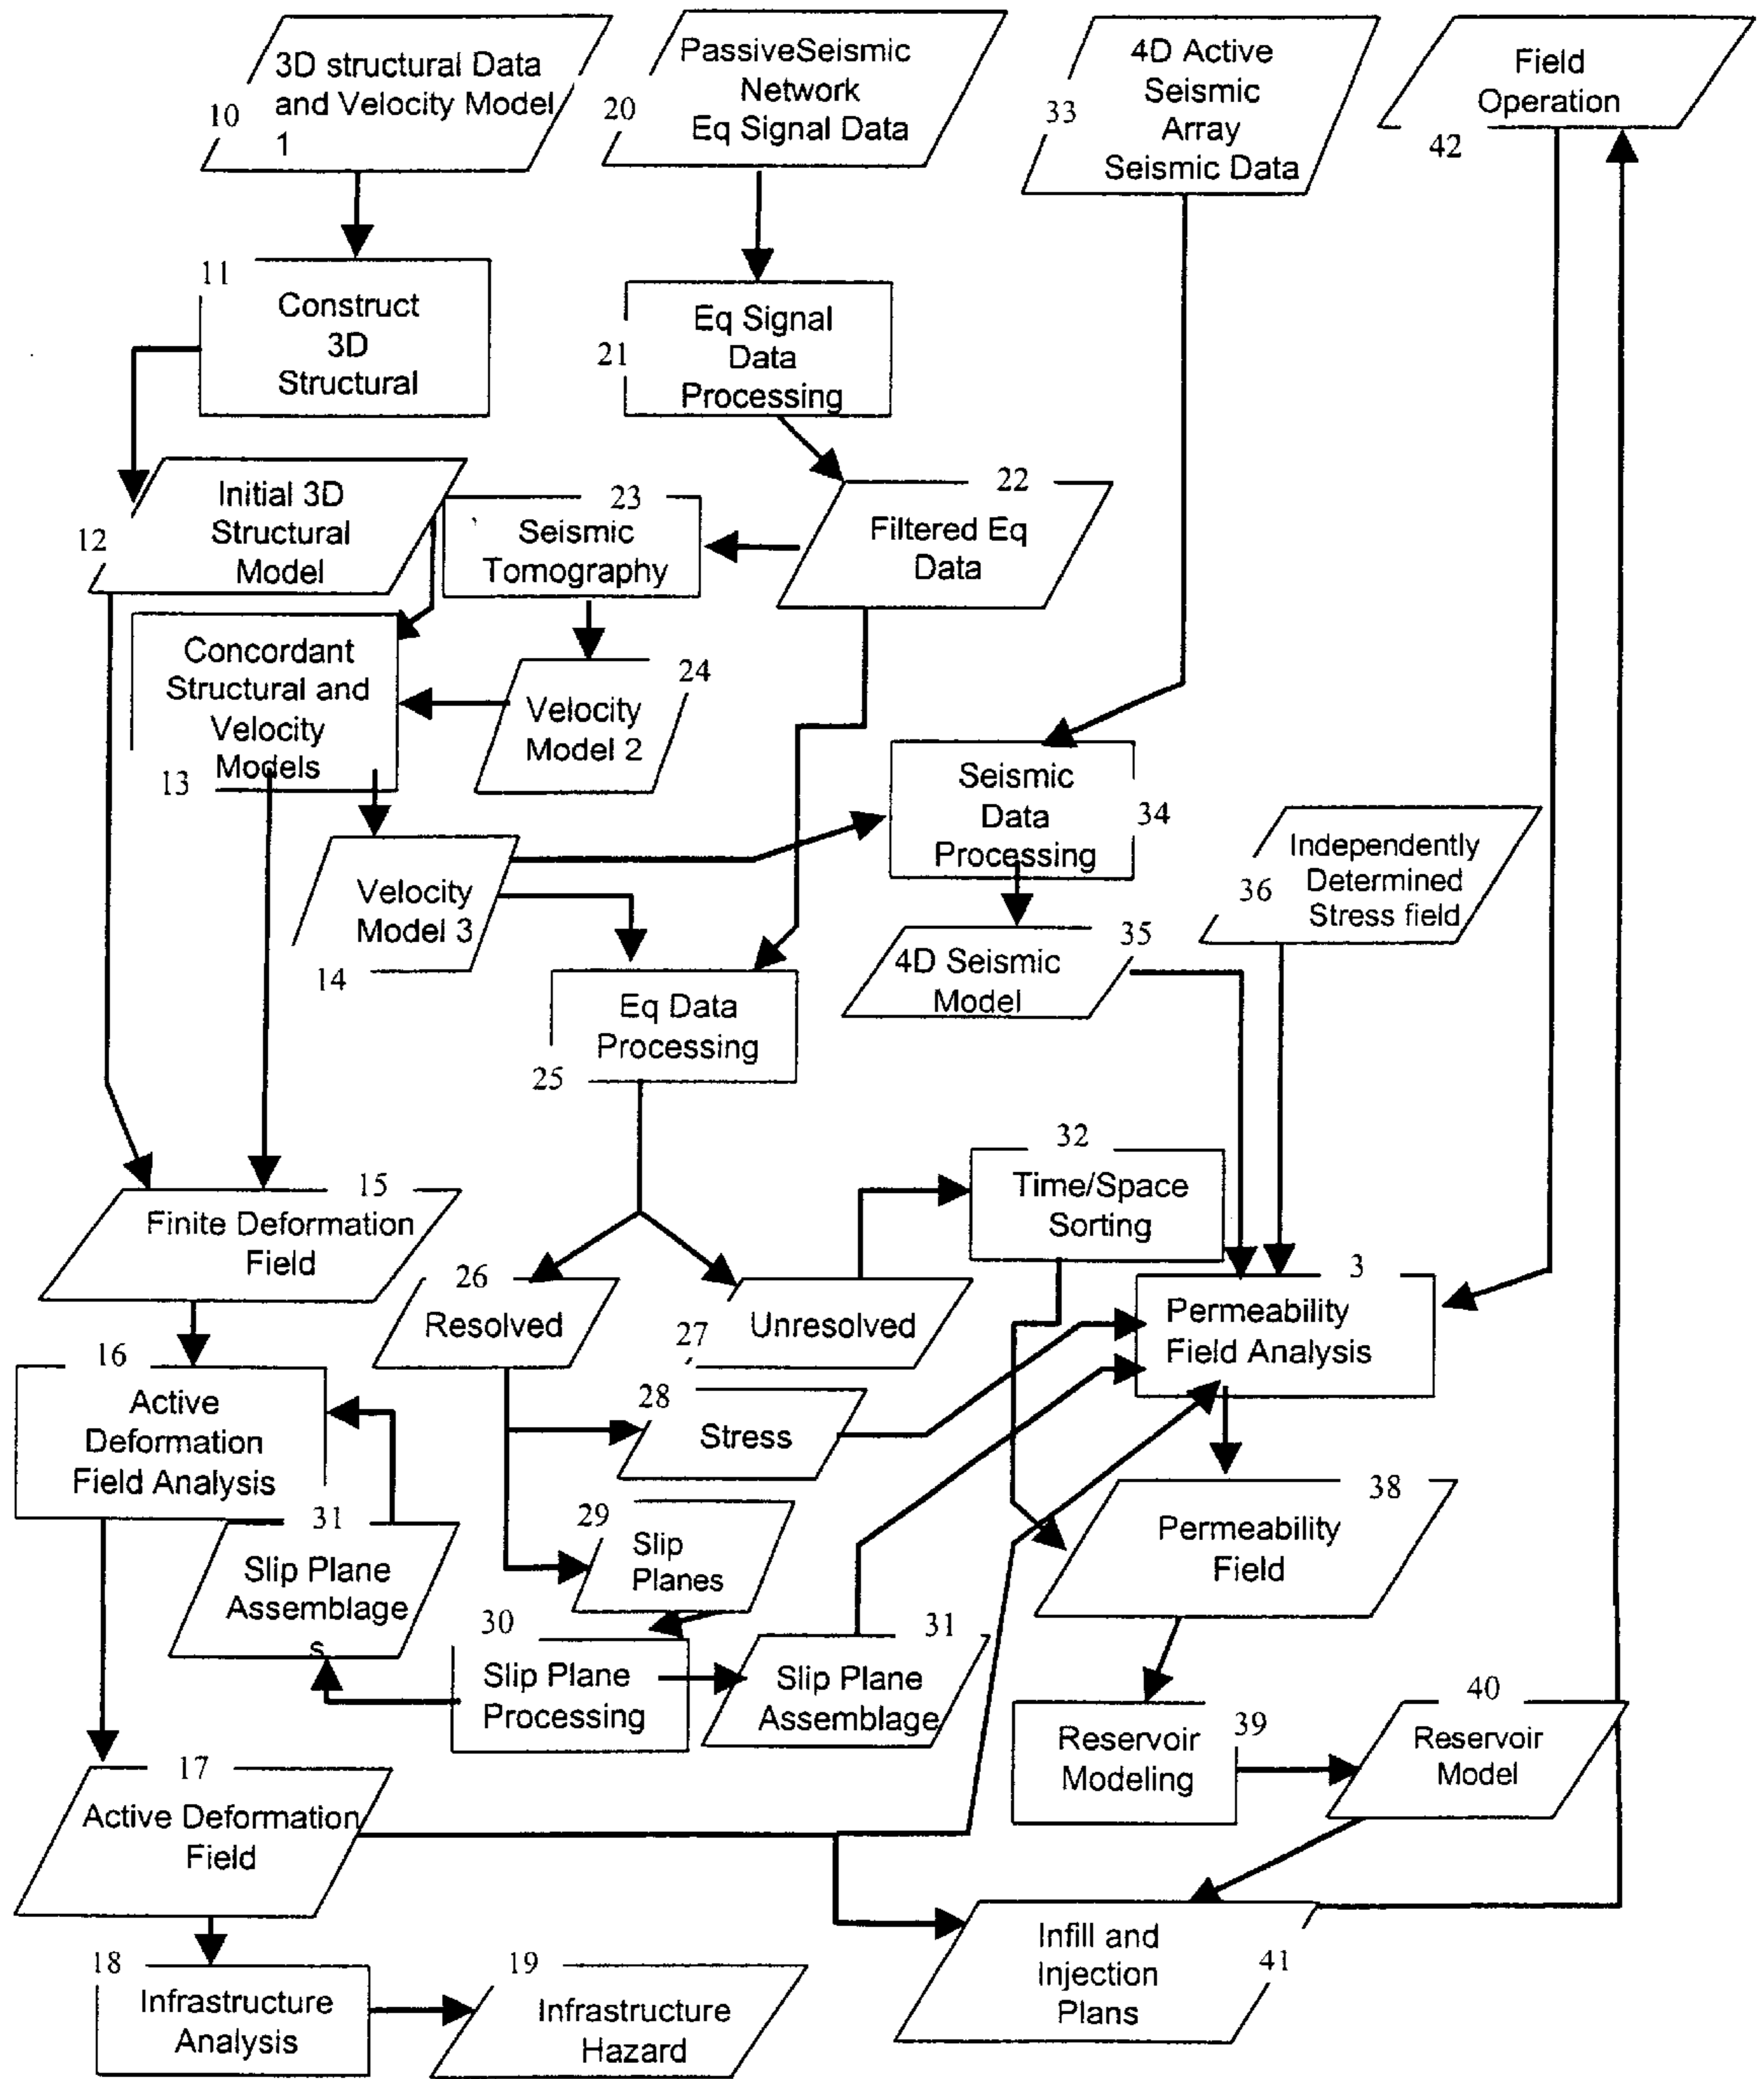 3D structural Data
and Velocity Model
1
10
PassiveSeismic
Network
Eq Signal Data
20
4D Active
Seismic
Array
Seismic Data
33
Field
Operation
42
11
Construct
3D
Structural
Eq Signal
Data
Processing
21
Initial 3D
Structural
Model
12
23
Seismic
Tomography
22
Filtered Eq
Data
Concordant
Structural and
Velocity
Models
13
24
Velocity
Model 2
Seismic
Data
Processing
34
Velocity
Model 3
14
Independently
Determined
Stress field
36
35
4D Seismic
Model
Eq Data
Processing
25
32
Time/Space
Sorting
15
Finite Deformation
Field
26
Resolved
27
Unresolved
3
Permeability
Field Analysis
16
Active
Deformation
Field Analysis
28
Stress
31
Slip Plane
Assemblage
s
29
Slip
Planes
38
Permeability
Field
30
Slip Plane
Processing
31
Slip Plane
Assemblage
Reservoir
Modeling
39
40
Reservoir
Model
17
Active Deformation
Field
18
Infrastructure
Analysis
19
Infrastructure
Hazard
Infill and
Injection
Plans
41